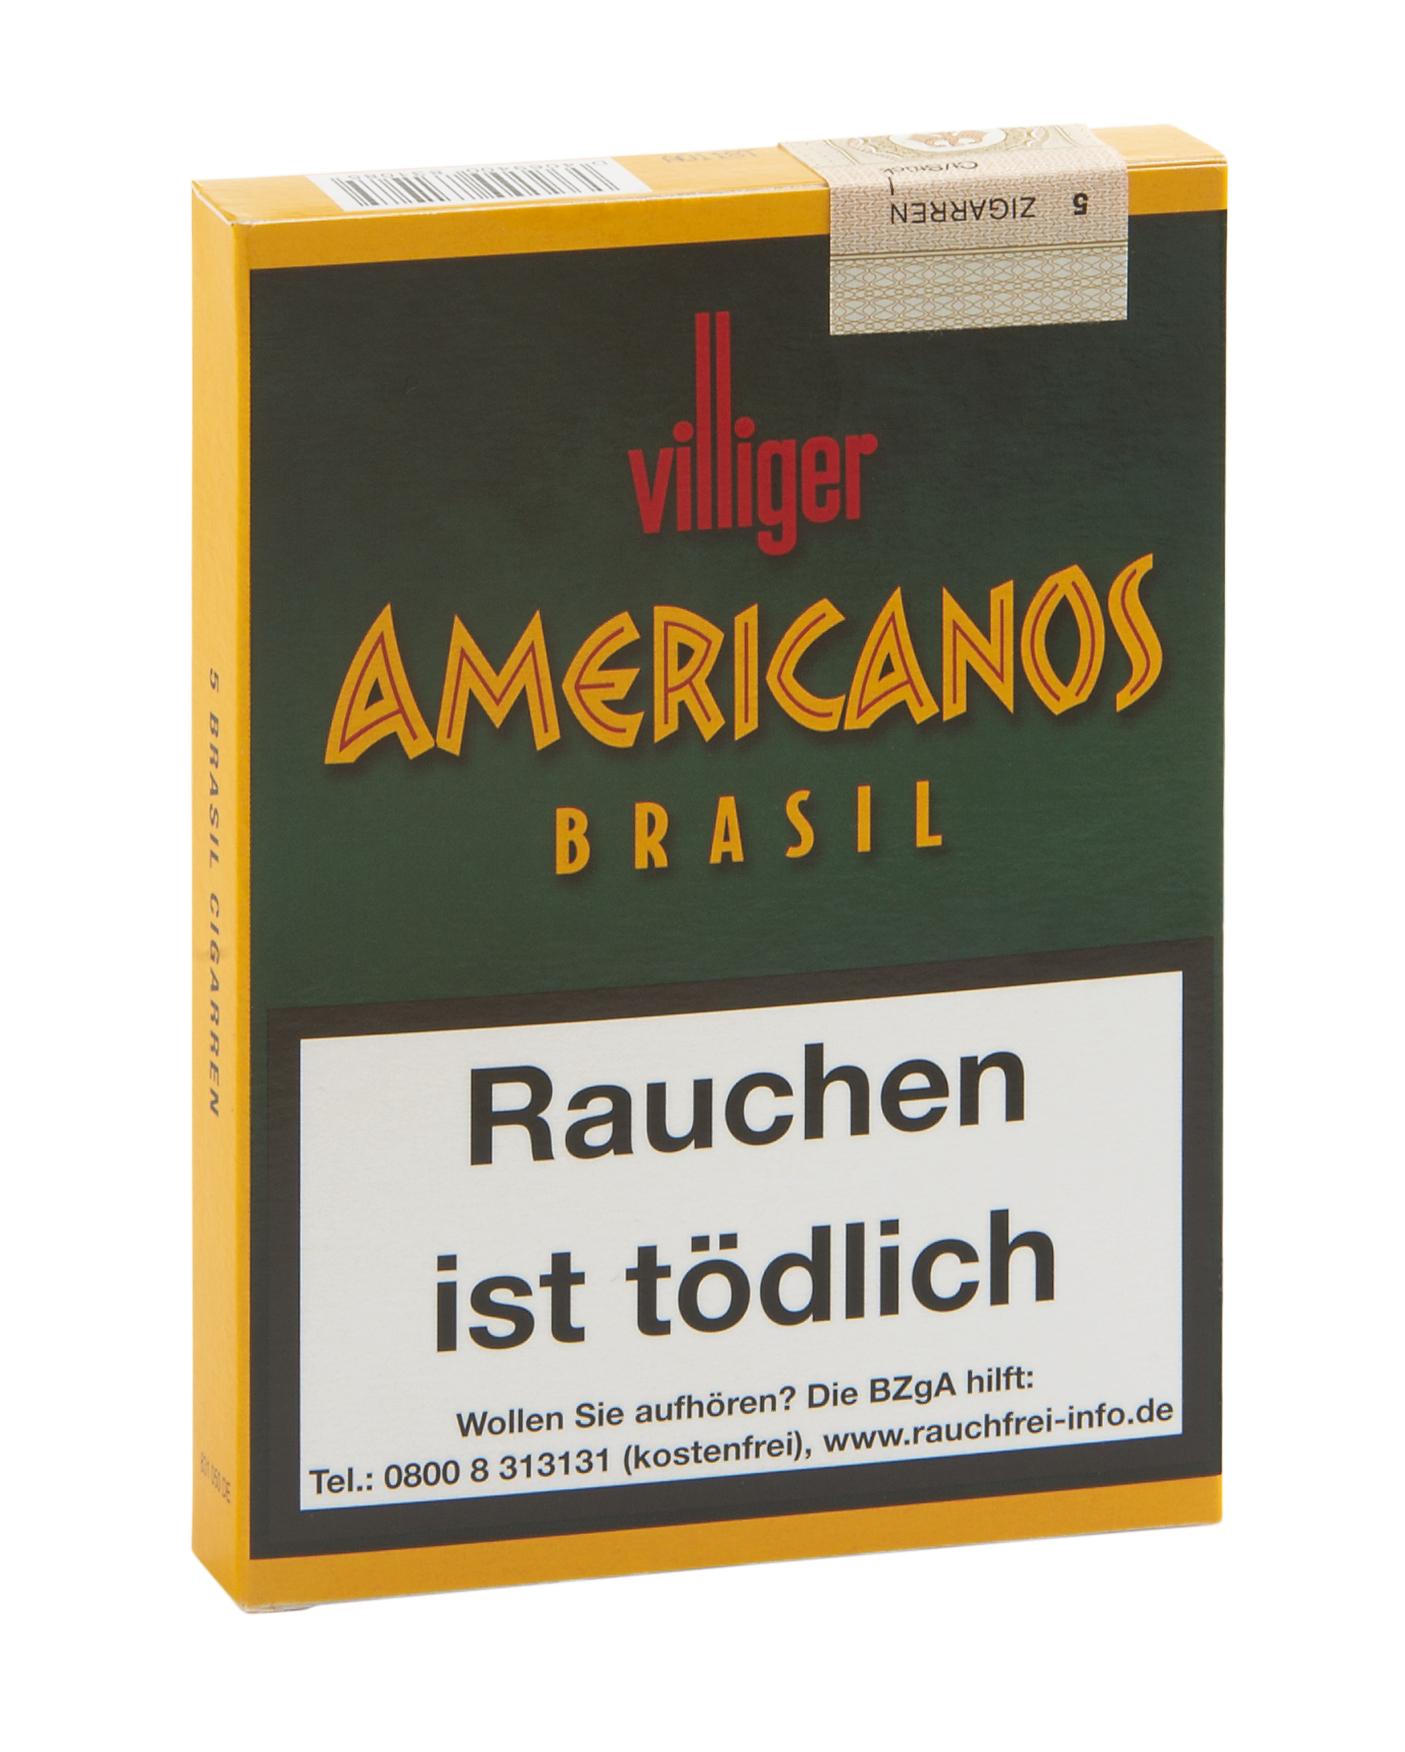 5 ZIGARREN
villiger
AMERICANOS
BRASIL
5 BRASIL CIGARREN
Rauchen
ist tödlich
Wollen Sie aufhören? Die BZgA hilft:
Tel.: 0800 8 313131 (kostenfrei), www.rauchfrei-info.de